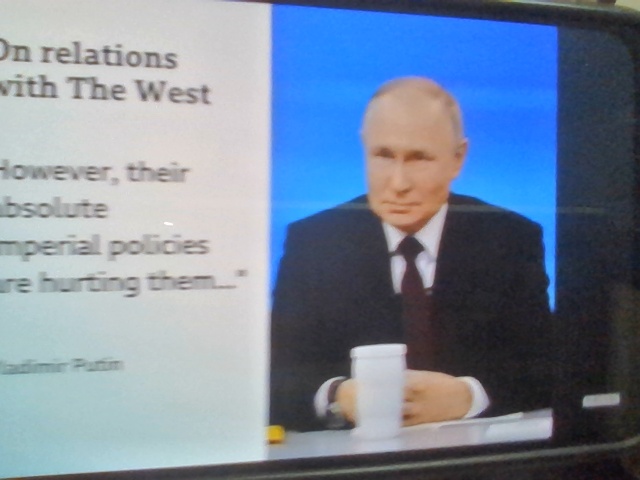 On relations
with The West
However, their
absolute
imperial policies
are hurting them..."
Vladimir Putin